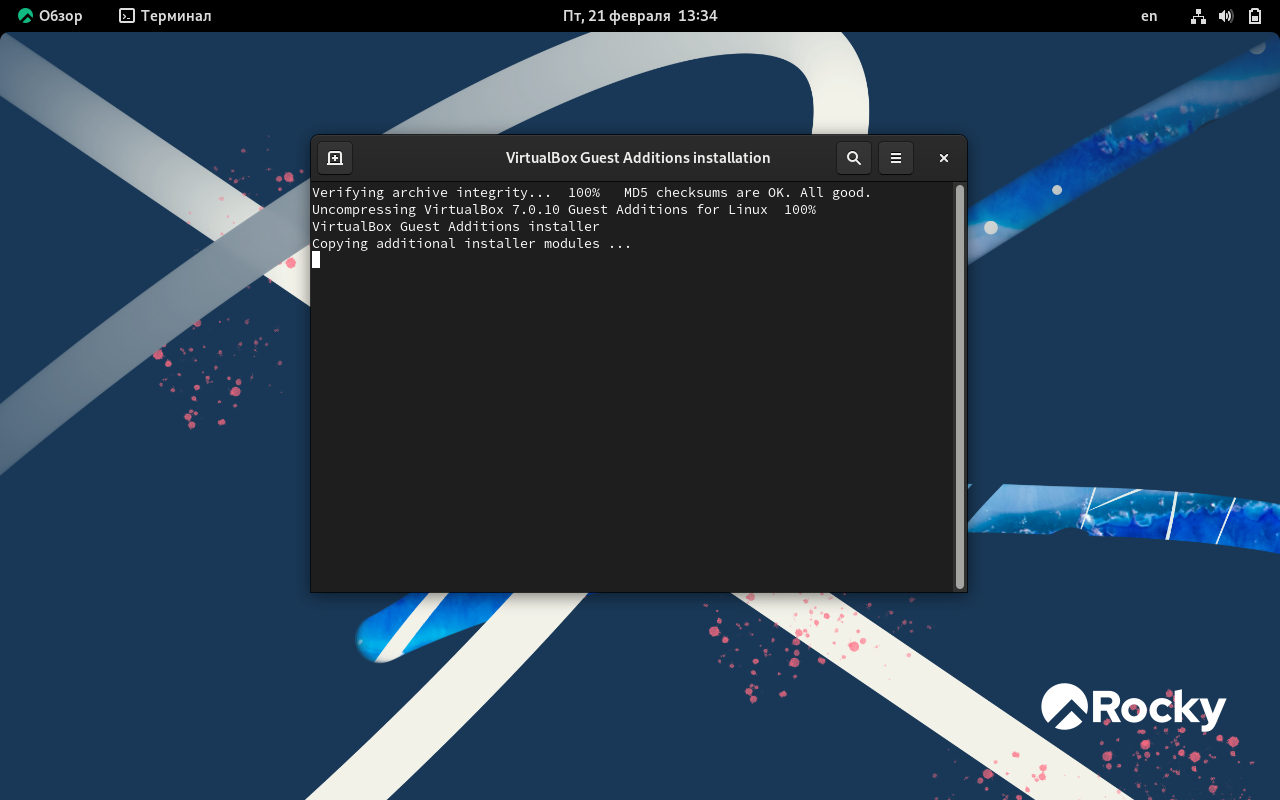 Обзор Терминал Пт, 21 февраля 13:34 en
VirtualBox Guest Additions installation
Verifying archive integrity...  100%   MD5 checksums are OK. All good.
Uncompressing VirtualBox 7.0.10 Guest Additions for Linux  100%
VirtualBox Guest Additions installer
Copying additional installer modules ...
Rocky